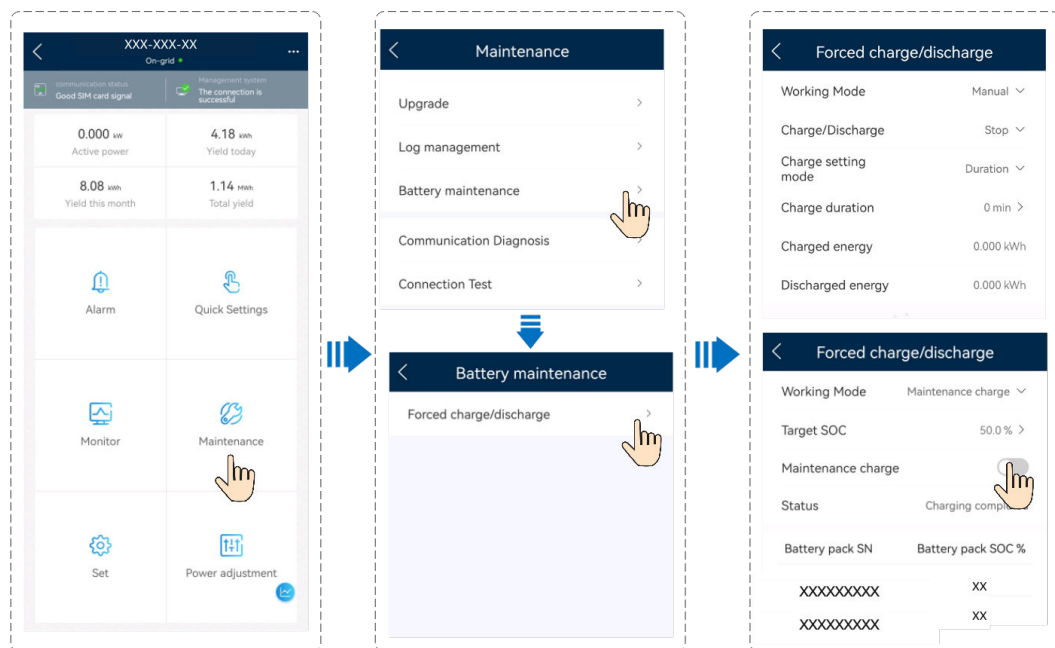 XXX-XXX-XX
On-grid
communication status
Good SIM card signal
Management system
The connection is
successful
0.000 kW
Active power
4.18 kWh
Yield today
8.08 kWh
Yield this month
1.14 MWh
Total yield
Alarm
Quick Settings
Monitor
Maintenance
Set
Power adjustment
Maintenance
Upgrade
Log management
Battery maintenance
Communication Diagnosis
Connection Test
Battery maintenance
Forced charge/discharge
Forced charge/discharge
Working Mode Manual
Charge/Discharge Stop
Charge setting
mode Duration
Charge duration 0 min
Charged energy 0.000 kWh
Discharged energy 0.000 kWh
Forced charge/discharge
Working Mode Maintenance charge
Target SOC 50.0 %
Maintenance charge
Status Charging
Battery pack SN Battery pack SOC %
XXXXXXXXX XX
XXXXXXXXX XX